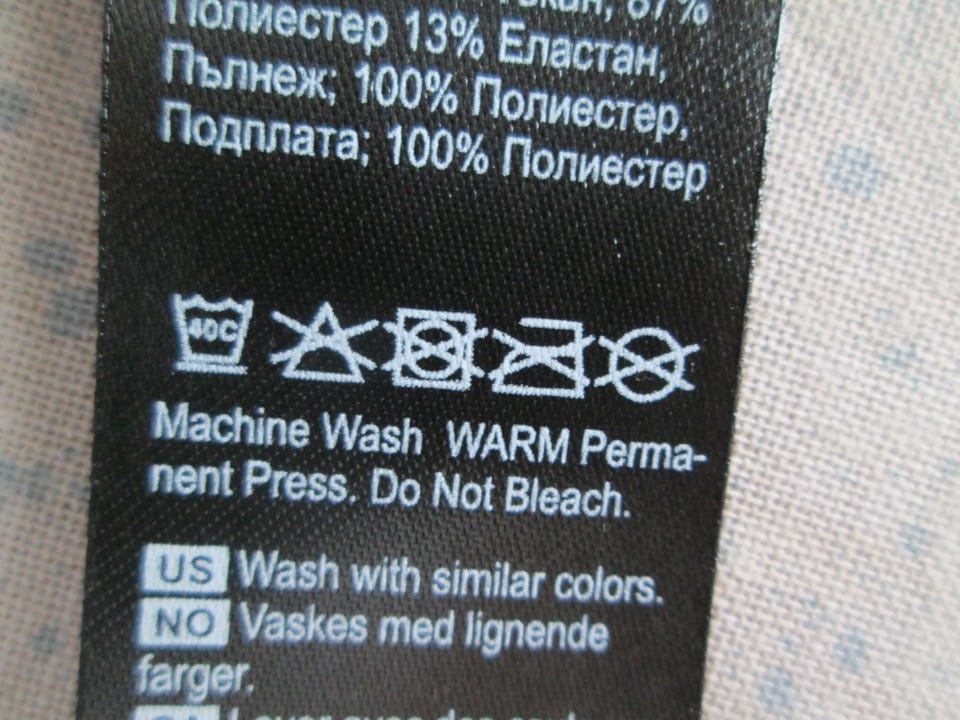 87%
Полиестер 13% Еластан,
Пълнеж; 100% Полиестер,
Подплата; 100% Полиестер
40C
Machine Wash WARM Perma-
nent Press. Do Not Bleach.
US Wash with similar colors.
NO Vaskes med lignende
farger.